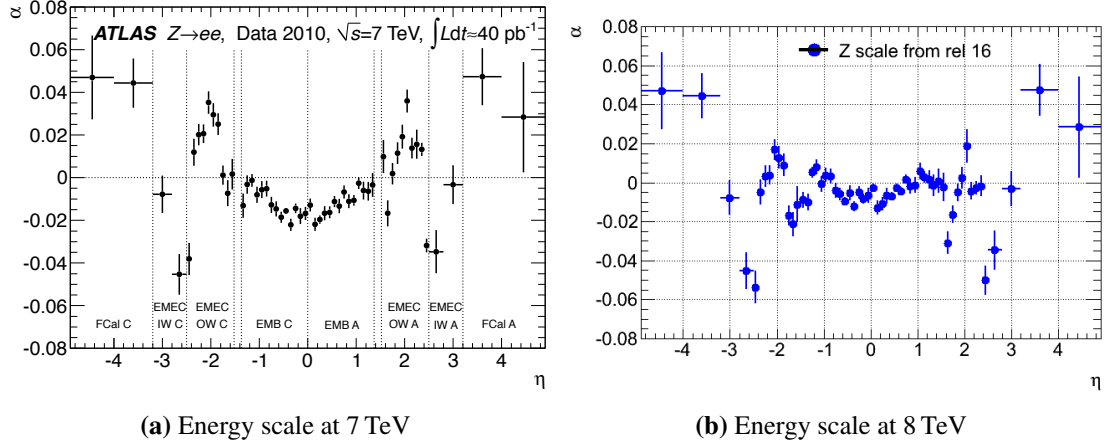 ATLAS Z→ee, Data 2010, √s=7 TeV, ∫Ldt≈40 pb⁻¹
α
0.08
0.06
0.04
0.02
0
-0.02
-0.04
-0.06
-0.08
FCal C
EMEC IW C
EMEC OW C
EMB C
EMB A
EMEC OW A
EMEC IW A
FCal A
-4 -3 -2 -1 0 1 2 3 4
η
(a) Energy scale at 7 TeV
α
Z scale from rel 16
0.08
0.06
0.04
0.02
0
-0.02
-0.04
-0.06
-0.08
-4 -3 -2 -1 0 1 2 3 4
η
(b) Energy scale at 8 TeV